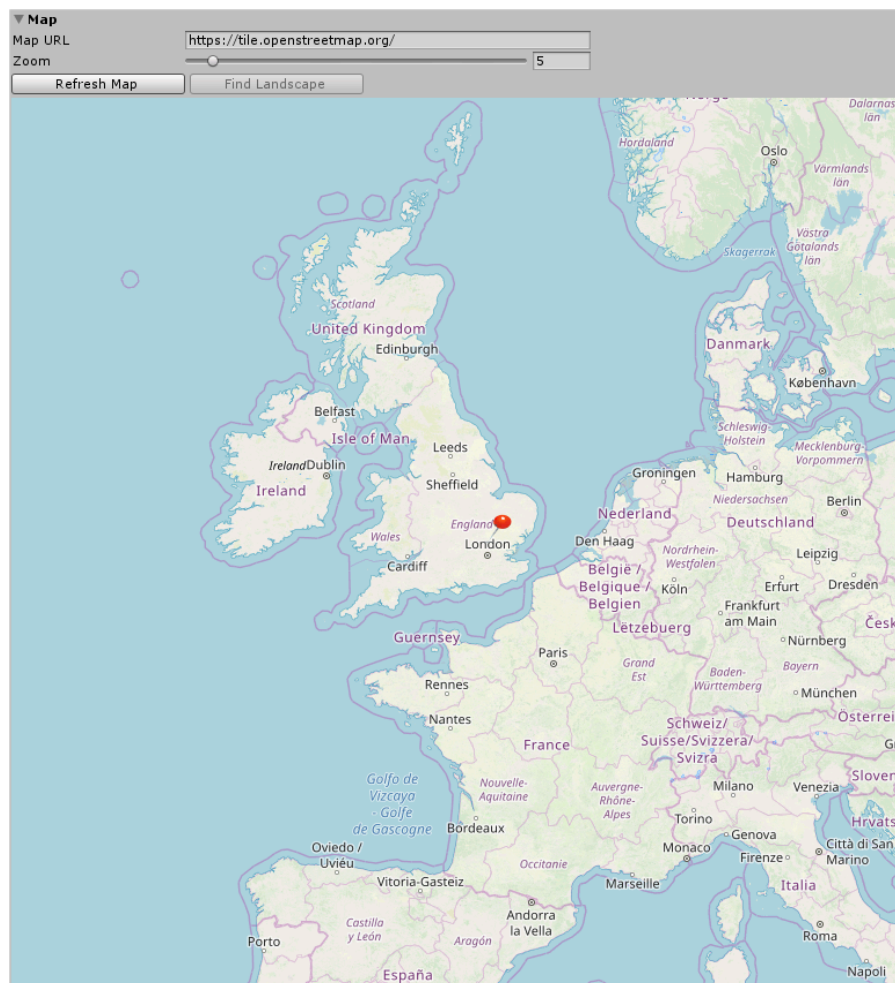 Map
Map URL
https://tile.openstreetmap.org/
Zoom
5
Refresh Map
Find Landscape
Dalarnas
län
Hordaland
Oslo
Värmlands
län
Västra
Götalands
län
Skagerrak
Scotland
United Kingdom
Edinburgh
Danmark
København
Belfast
Isle of Man
Schleswig-
Holstein
Mecklenburg-
Vorpommern
Leeds
Ireland
Dublin
Sheffield
Groningen
Hamburg
Ireland
Niedersachsen
Berlin
Nederland
England
Deutschland
Wales
London
Den Haag
Nordrhein-
Westfalen
Leipzig
Cardiff
België /
Belgique /
Belgien
Köln
Erfurt
Dresden
Frankfurt
am Main
Česk
Lëtzebuerg
Guernsey
Nürnberg
Paris
Grand
Est
Baden-
Württemberg
Bayern
Rennes
München
Nantes
Schweiz/
Suisse/Svizzera/
Svizra
Österrei
France
Golfo de
Vizcaya
- Golfe
de Gascogne
Nouvelle-
Aquitaine
Auvergne-
Rhône-
Alpes
Milano
Venezia
Sloven
Torino
Hrvats
Bordeaux
Genova
Oviedo /
Uviéu
Monaco
Firenze
Città di San
Marino
Occitanie
Vitoria-Gasteiz
Marseille
Italia
Andorra
la Vella
Castilla
y León
Porto
Aragón
Roma
España
Napoli